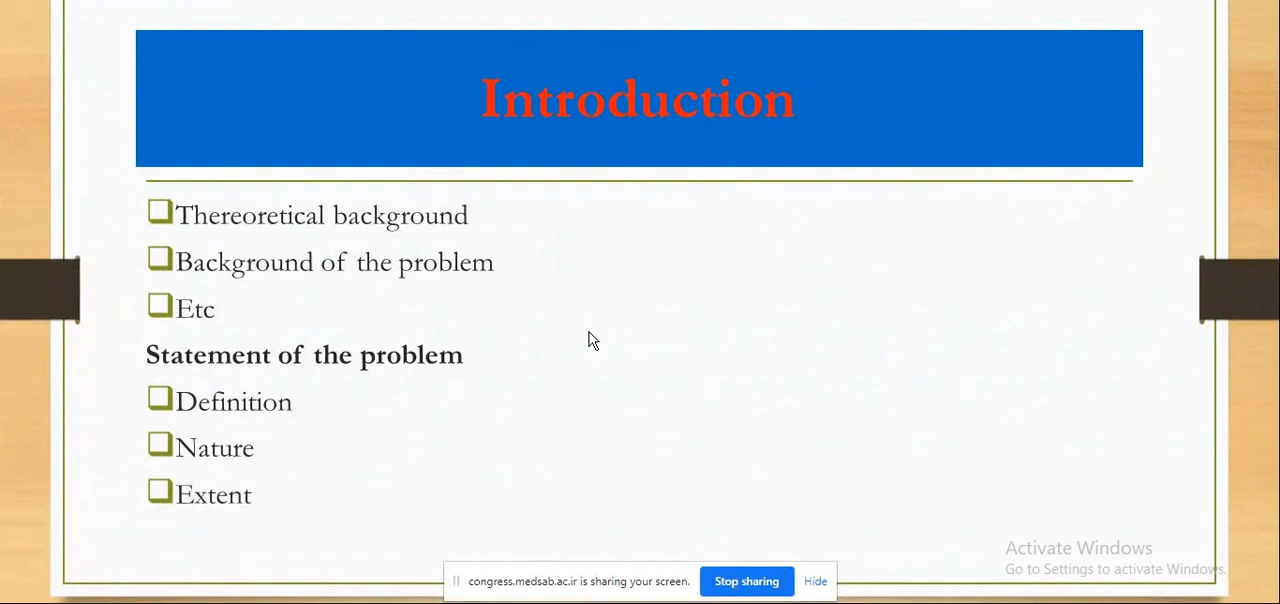 Introduction
Thereoretical background
Background of the problem
Etc
Statement of the problem
Definition
Nature
Extent
Activate Windows
Go to Settings to activate Windows.
congress.medsab.ac.ir is sharing your screen.
Stop sharing
Hide